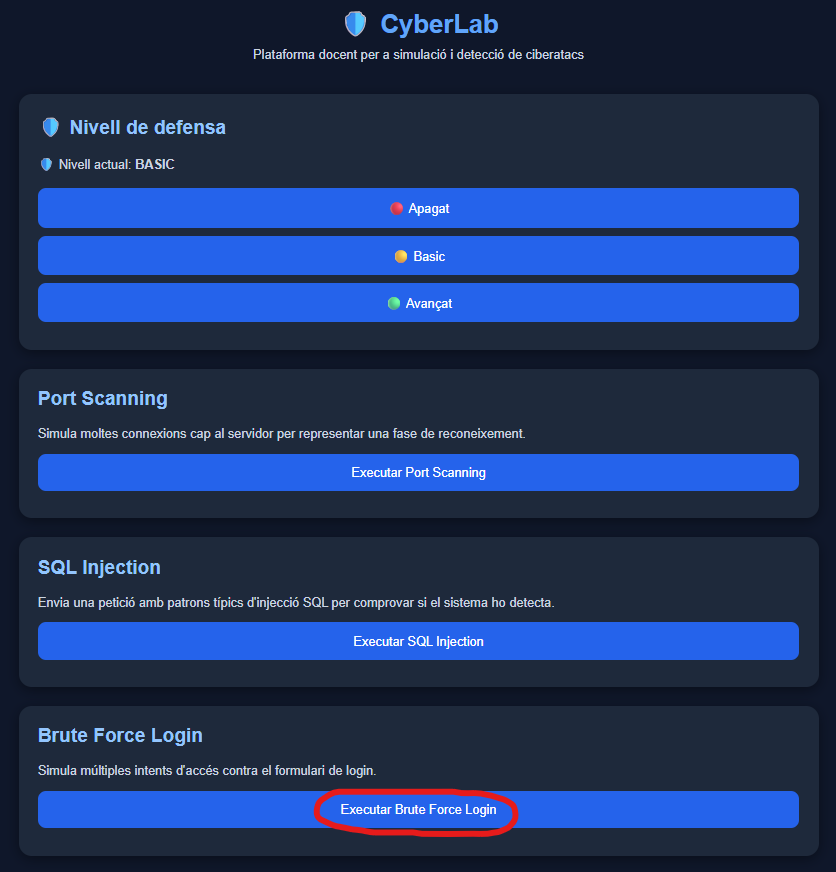 CyberLab
Plataforma docent per a simulació i detecció de ciberatacs
Nivell de defensa
Nivell actual: BASIC
Apagat
Basic
Avançat
Port Scanning
Simula moltes connexions cap al servidor per representar una fase de reconeixement.
Executar Port Scanning
SQL Injection
Envia una petició amb patrons típics d'injecció SQL per comprovar si el sistema ho detecta.
Executar SQL Injection
Brute Force Login
Simula múltiples intents d'accés contra el formulari de login.
Executar Brute Force Login